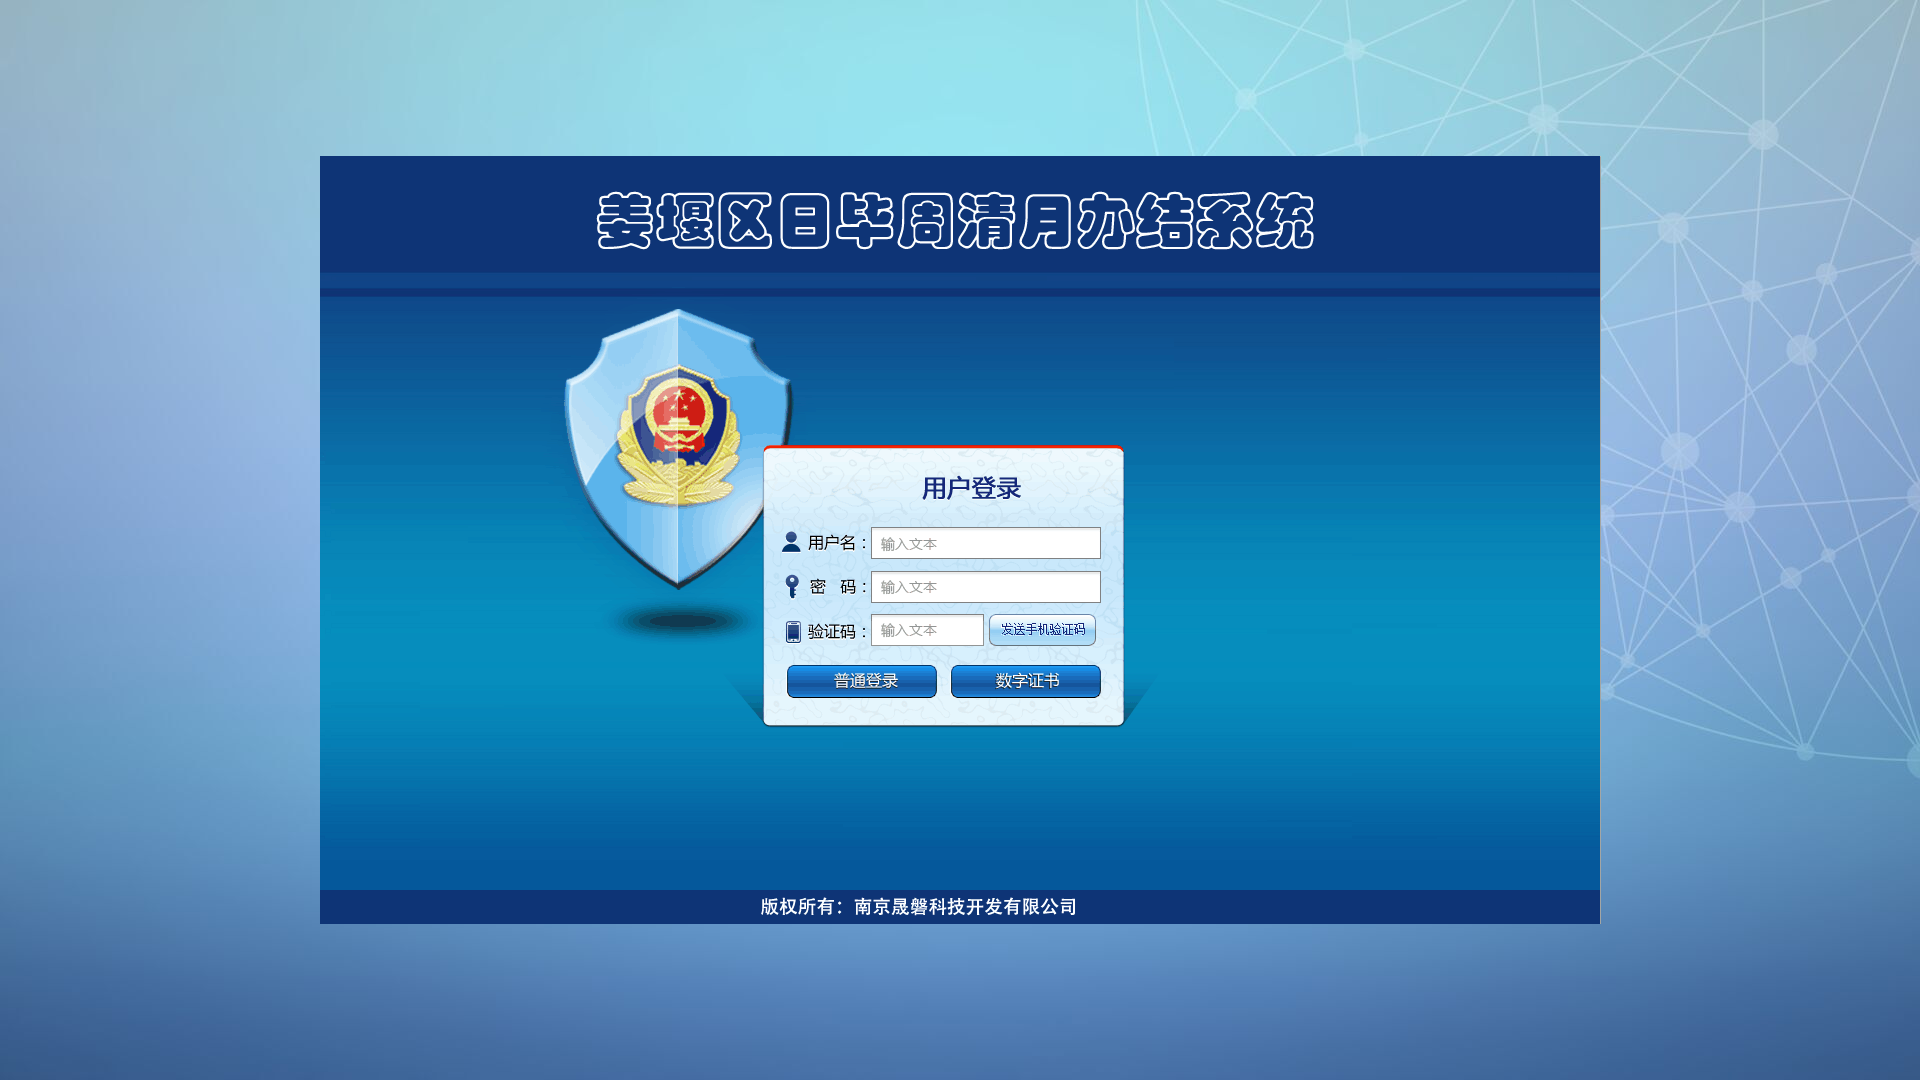 姜堰区日毕周清月办结系统
用户登录
用户名： 输入文本
密 码： 输入文本
验证码： 输入文本 发送手机验证码
普通登录 数字证书
版权所有：南京晟磐科技开发有限公司